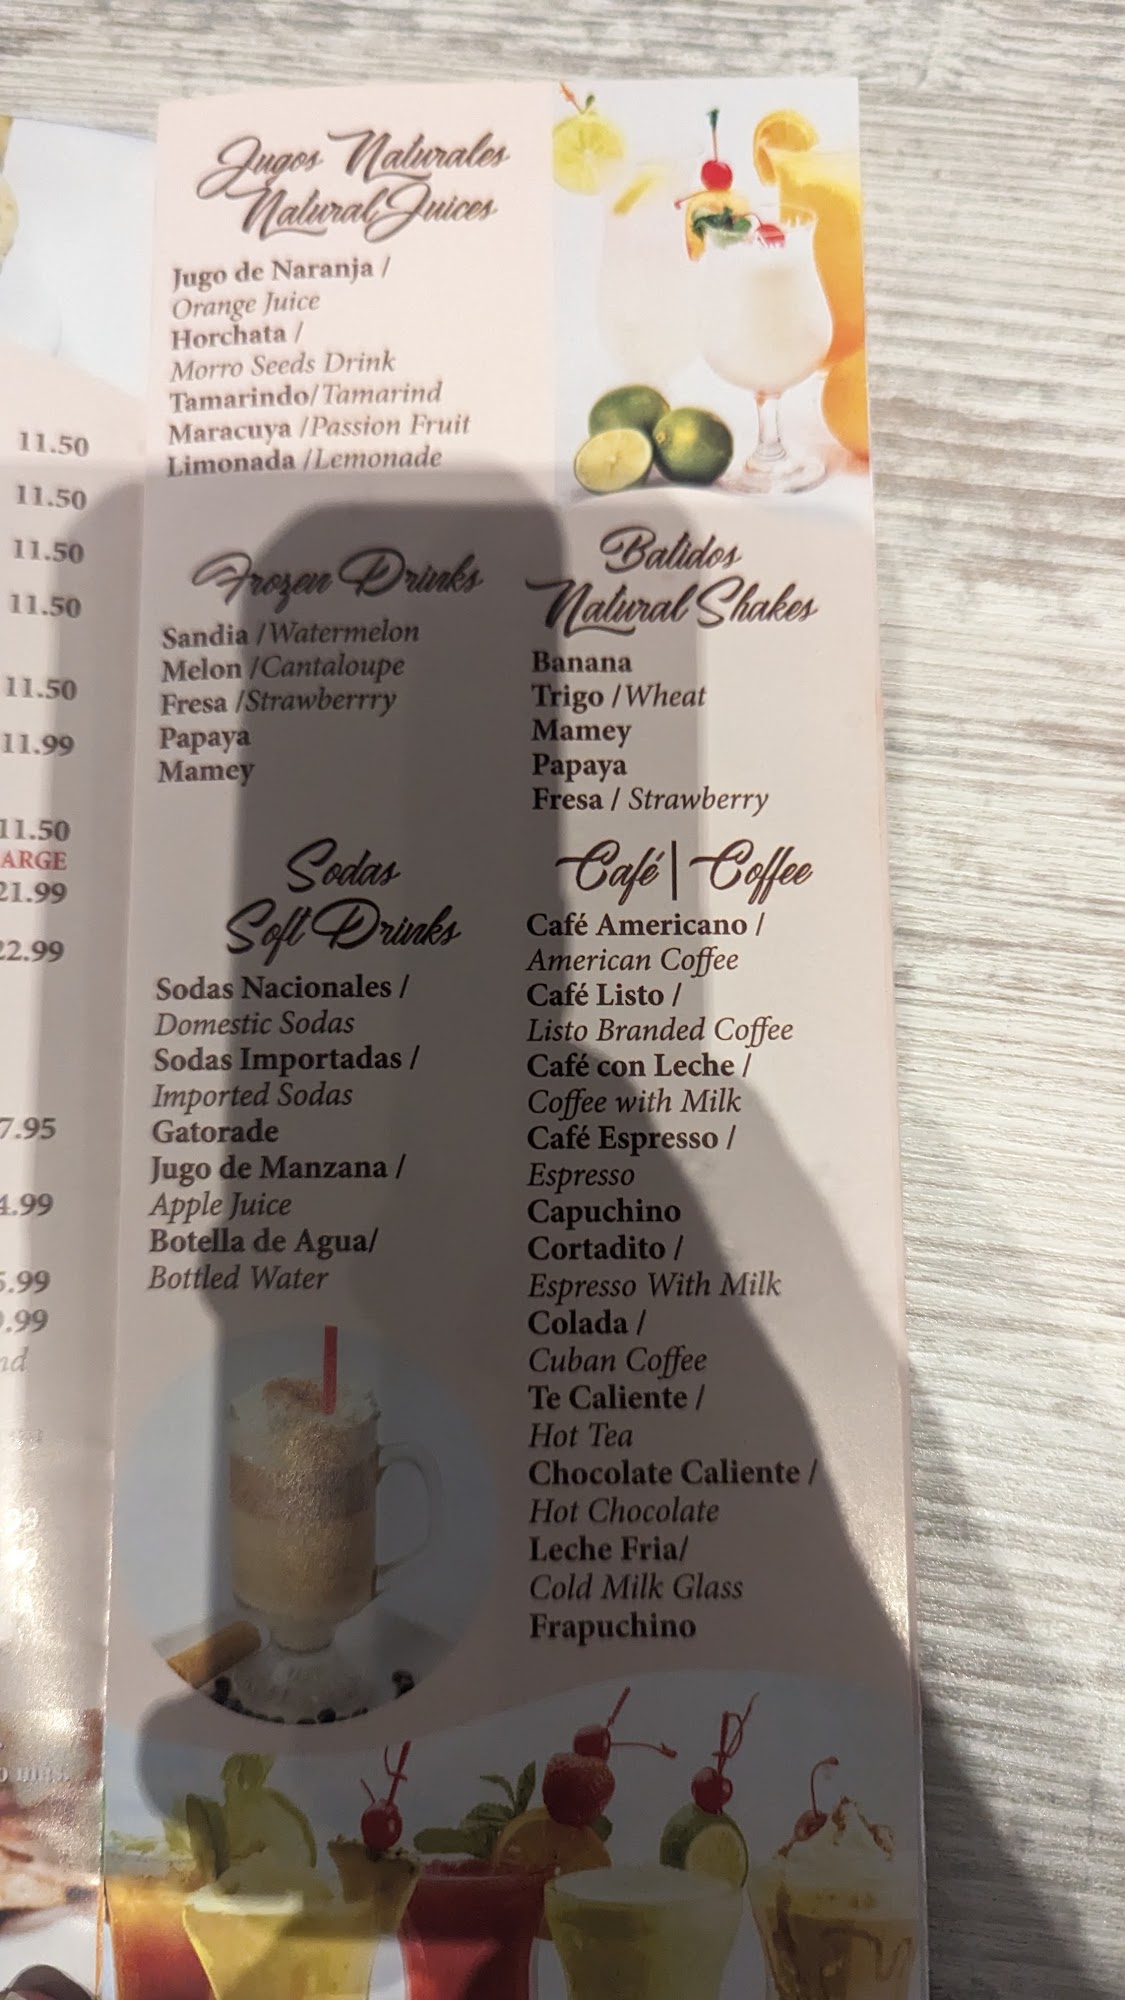 11.50
11.50
11.50
11.50
11.50
11.99
11.50
ARGE
21.99
22.99
7.95
4.99
5.99
.99
nd
Jugos Naturales
Natural Juices
Jugo de Naranja /
Orange Juice
Horchata /
Morro Seeds Drink
Tamarindo/Tamarind
Maracuya /Passion Fruit
Limonada /Lemonade
Frozen Drinks
Sandia /Watermelon
Melon /Cantaloupe
Fresa /Strawberrry
Papaya
Mamey
Sodas
Soft Drinks
Sodas Nacionales /
Domestic Sodas
Sodas Importadas /
Imported Sodas
Gatorade
Jugo de Manzana /
Apple Juice
Botella de Agua/
Bottled Water
Batidos
Natural Shakes
Banana
Trigo /Wheat
Mamey
Papaya
Fresa / Strawberry
Café | Coffee
Café Americano /
American Coffee
Café Listo /
Listo Branded Coffee
Café con Leche /
Coffee with Milk
Café Espresso /
Espresso
Capuchino
Cortadito /
Espresso With Milk
Colada /
Cuban Coffee
Te Caliente /
Hot Tea
Chocolate Caliente /
Hot Chocolate
Leche Fria/
Cold Milk Glass
Frapuchino